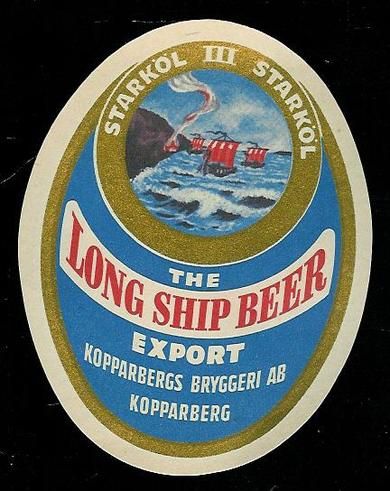 STARKÖL III STARKÖL
THE
LONG SHIP BEER
EXPORT
KOPPARBERGS BRYGGERI AB
KOPPARBERG